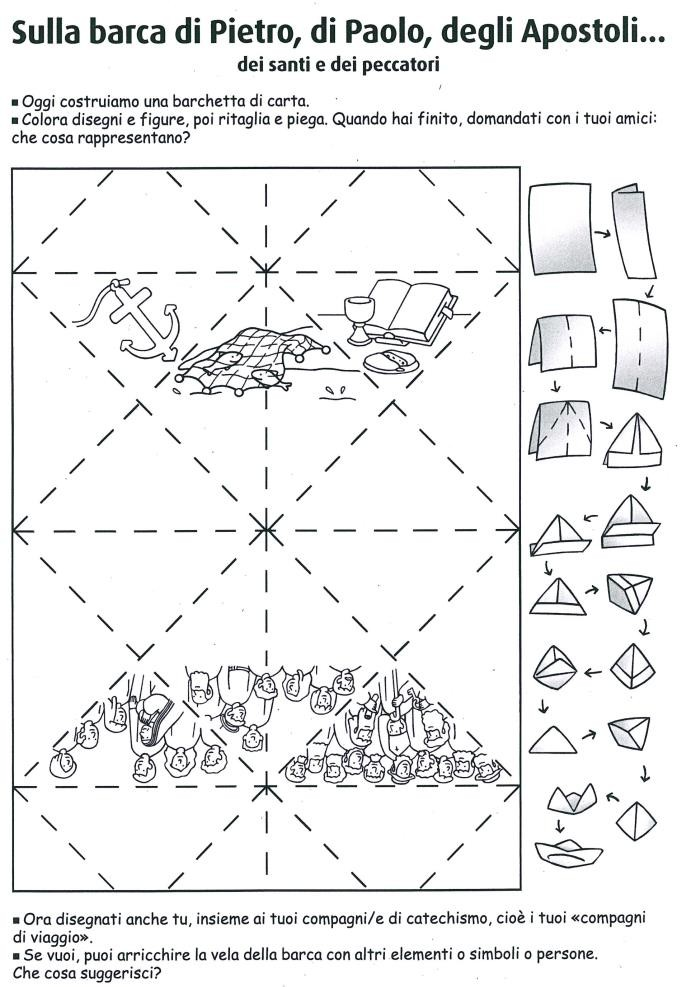 Sulla barca di Pietro, di Paolo, degli Apostoli...
dei santi e dei peccatori
▪ Oggi costruiamo una barchetta di carta.
▪ Colora disegni e figure, poi ritaglia e piega. Quando hai finito, domandati con i tuoi amici:
che cosa rappresentano?
▪ Ora disegnati anche tu, insieme ai tuoi compagni/e di catechismo, cioè i tuoi «compagni
di viaggio».
▪ Se vuoi, puoi arricchire la vela della barca con altri elementi o simboli o persone.
Che cosa suggerisci?